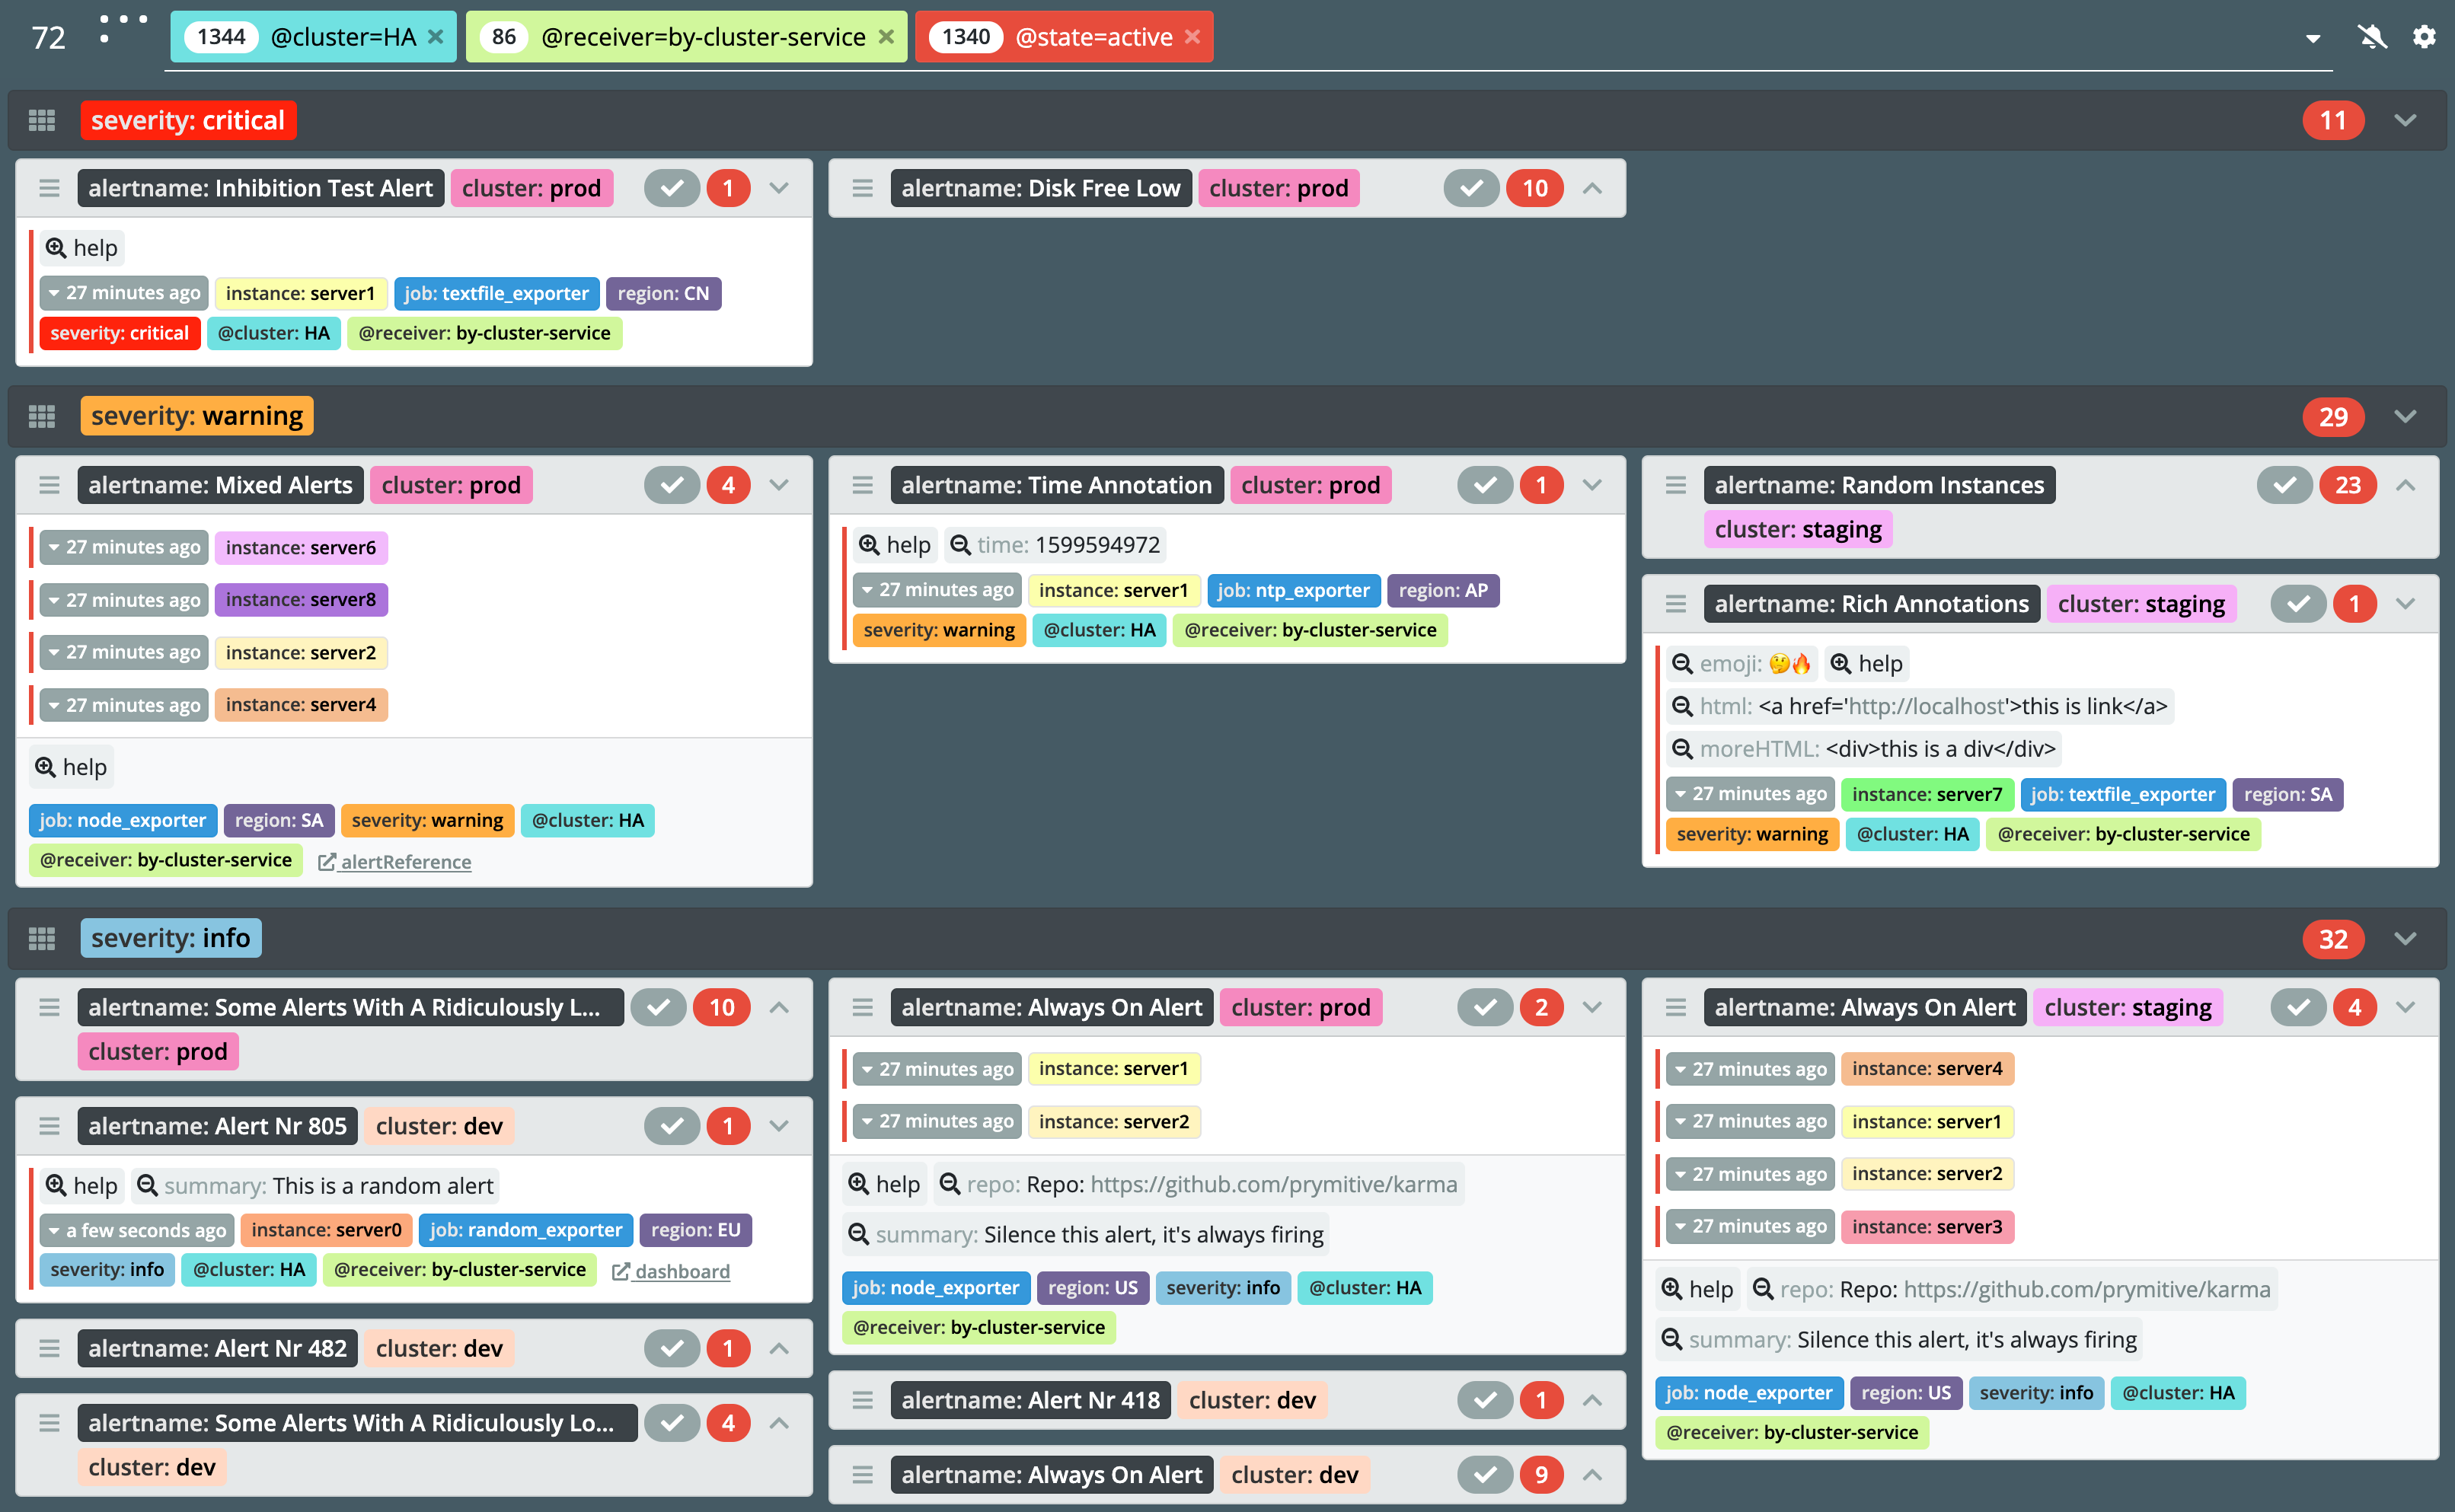 72 1344 @cluster=HA × 86 @receiver=by-cluster-service × 1340 @state=active ×
severity: critical 11
alertname: Inhibition Test Alert cluster: prod 1
help
27 minutes ago instance: server1 job: textfile_exporter region: CN
severity: critical @cluster: HA @receiver: by-cluster-service
alertname: Disk Free Low cluster: prod 10
severity: warning 29
alertname: Mixed Alerts cluster: prod 4
27 minutes ago instance: server6
27 minutes ago instance: server8
27 minutes ago instance: server2
27 minutes ago instance: server4
help
job: node_exporter region: SA severity: warning @cluster: HA
@receiver: by-cluster-service alertReference
alertname: Time Annotation cluster: prod 1
help time: 1599594972
27 minutes ago instance: server1 job: ntp_exporter region: AP
severity: warning @cluster: HA @receiver: by-cluster-service
alertname: Random Instances 23
cluster: staging
alertname: Rich Annotations cluster: staging 1
emoji: 🤔🔥 help
html: <a href='http://localhost'>this is link</a>
moreHTML: <div>this is a div</div>
27 minutes ago instance: server7 job: textfile_exporter region: SA
severity: warning @cluster: HA @receiver: by-cluster-service
severity: info 32
alertname: Some Alerts With A Ridiculously L... 10
cluster: prod
alertname: Alert Nr 805 cluster: dev 1
help summary: This is a random alert
a few seconds ago instance: server0 job: random_exporter region: EU
severity: info @cluster: HA @receiver: by-cluster-service dashboard
alertname: Alert Nr 482 cluster: dev 1
alertname: Some Alerts With A Ridiculously Lo... 4
cluster: dev
alertname: Always On Alert cluster: prod 2
27 minutes ago instance: server1
27 minutes ago instance: server2
help repo: Repo: https://github.com/prymitive/karma
summary: Silence this alert, it's always firing
job: node_exporter region: US severity: info @cluster: HA
@receiver: by-cluster-service
alertname: Alert Nr 418 cluster: dev 1
alertname: Always On Alert cluster: dev 9
alertname: Always On Alert cluster: staging 4
27 minutes ago instance: server4
27 minutes ago instance: server1
27 minutes ago instance: server2
27 minutes ago instance: server3
help repo: Repo: https://github.com/prymitive/karma
summary: Silence this alert, it's always firing
job: node_exporter region: US severity: info @cluster: HA
@receiver: by-cluster-service